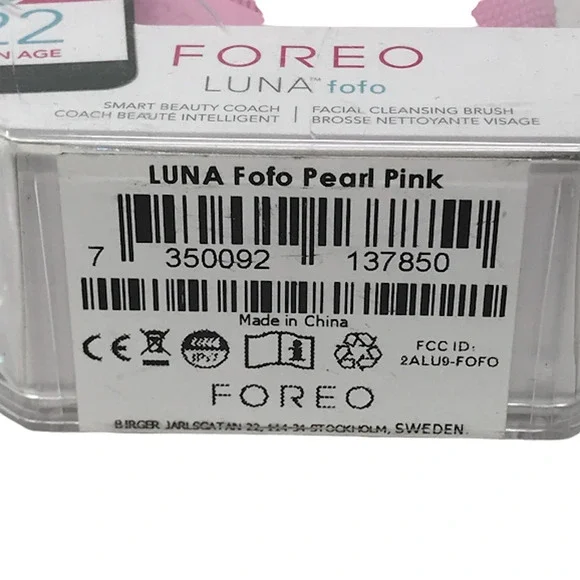 22
N AGE
FOREO
LUNA™ fofo
SMART BEAUTY COACH | FACIAL CLEANSING BRUSH
COACH BEAUTÉ INTELLIGENT | BROSSE NETTOYANTE VISAGE
LUNA Fofo Pearl Pink
7 350092 137850
Made in China
CE
i
FCC ID:
2ALU9-FOFO
FOREO
BIRGER JARLSGATAN 22, 114 34 STOCKHOLM, SWEDEN.